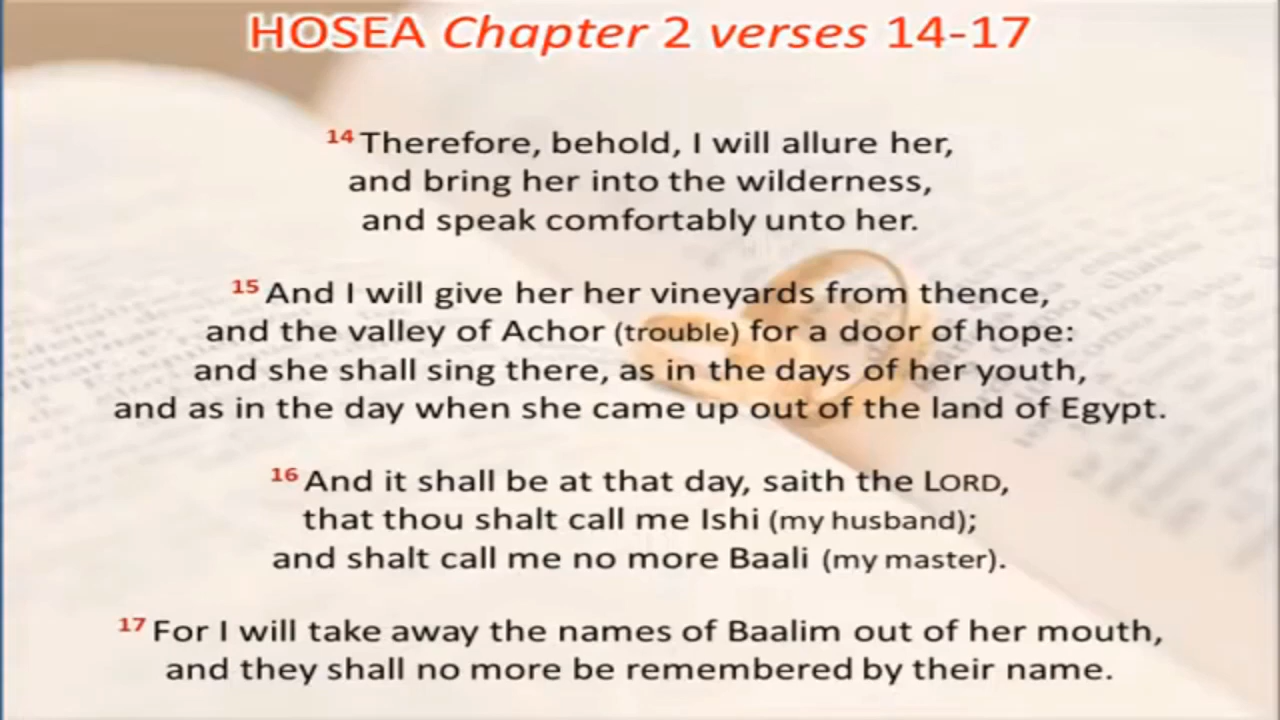 HOSEA Chapter 2 verses 14-17
14 Therefore, behold, I will allure her,
and bring her into the wilderness,
and speak comfortably unto her.
15 And I will give her her vineyards from thence,
and the valley of Achor (trouble) for a door of hope:
and she shall sing there, as in the days of her youth,
and as in the day when she came up out of the land of Egypt.
16 And it shall be at that day, saith the LORD,
that thou shalt call me Ishi (my husband);
and shalt call me no more Baali (my master).
17 For I will take away the names of Baalim out of her mouth,
and they shall no more be remembered by their name.